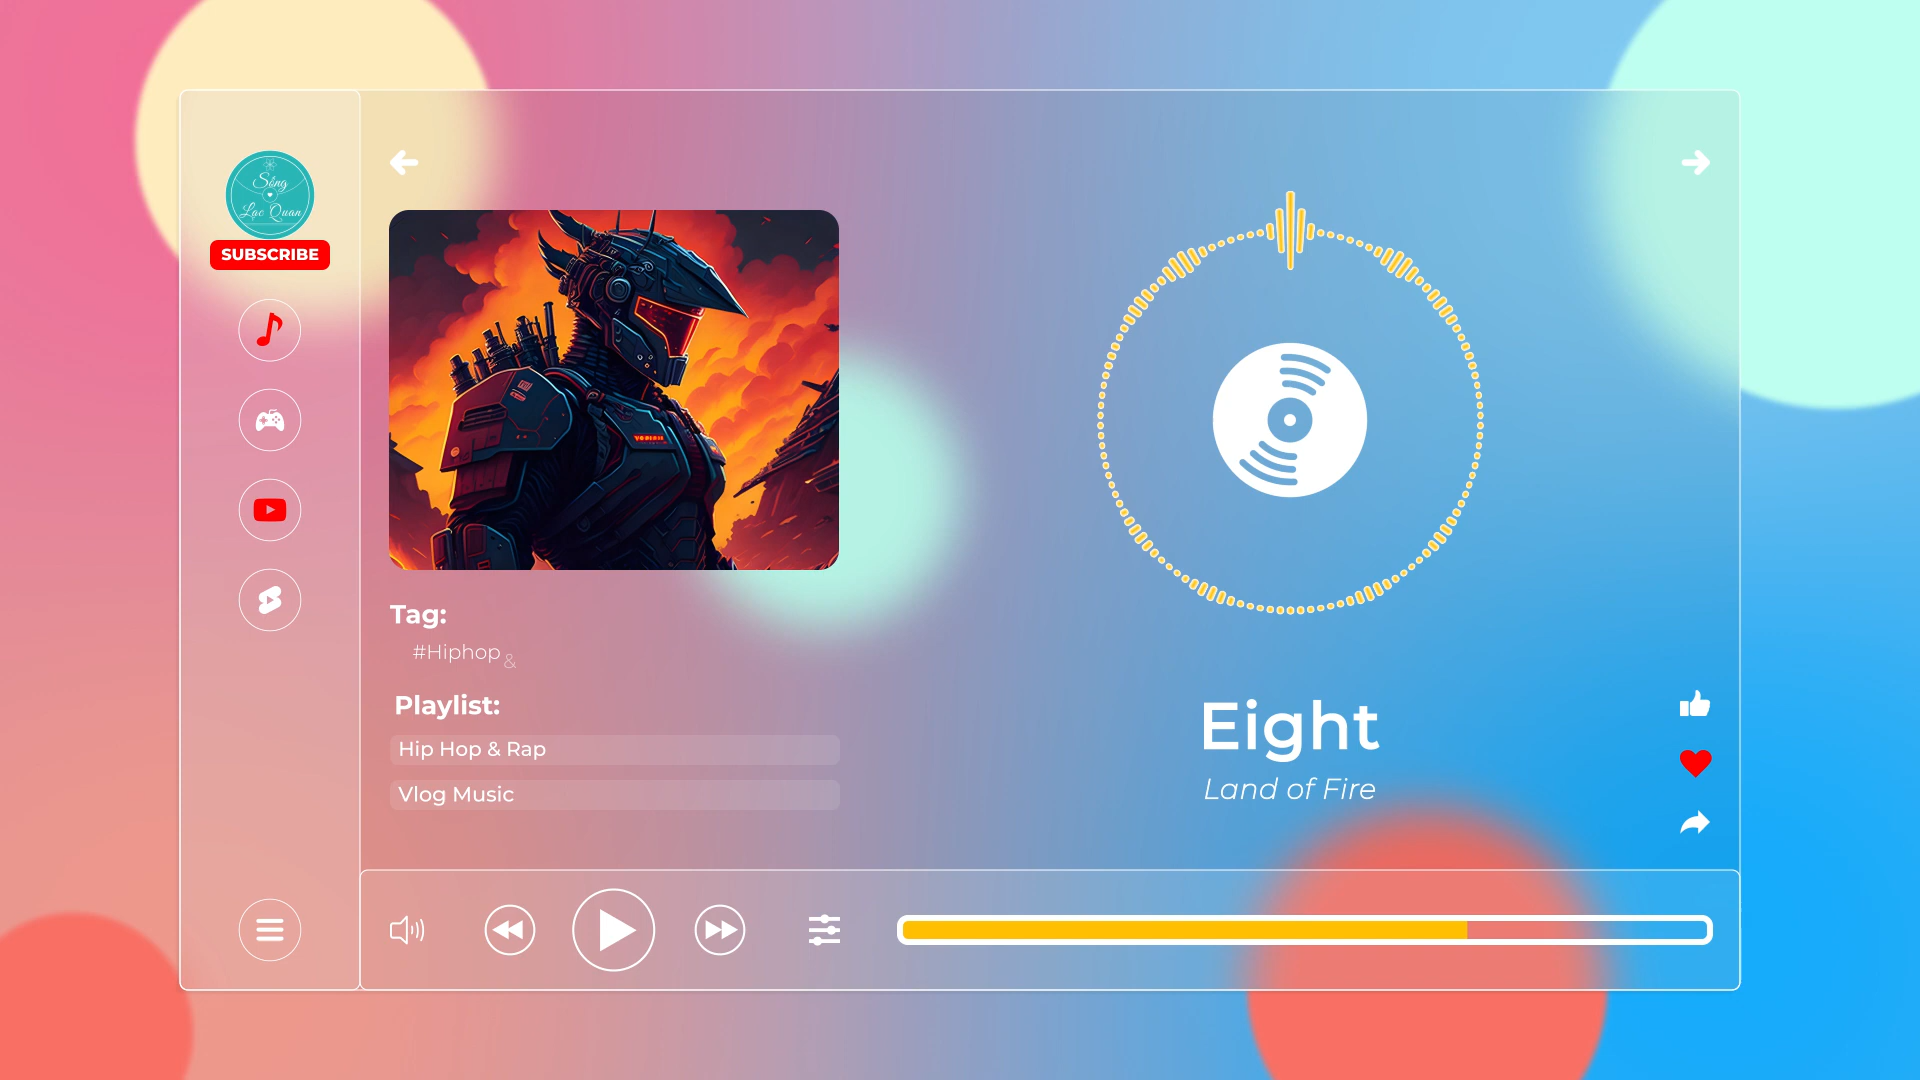 Sống
Lạc Quan
SUBSCRIBE
Tag:
#Hiphop &
Playlist:
Hip Hop & Rap
Vlog Music
Eight
Land of Fire